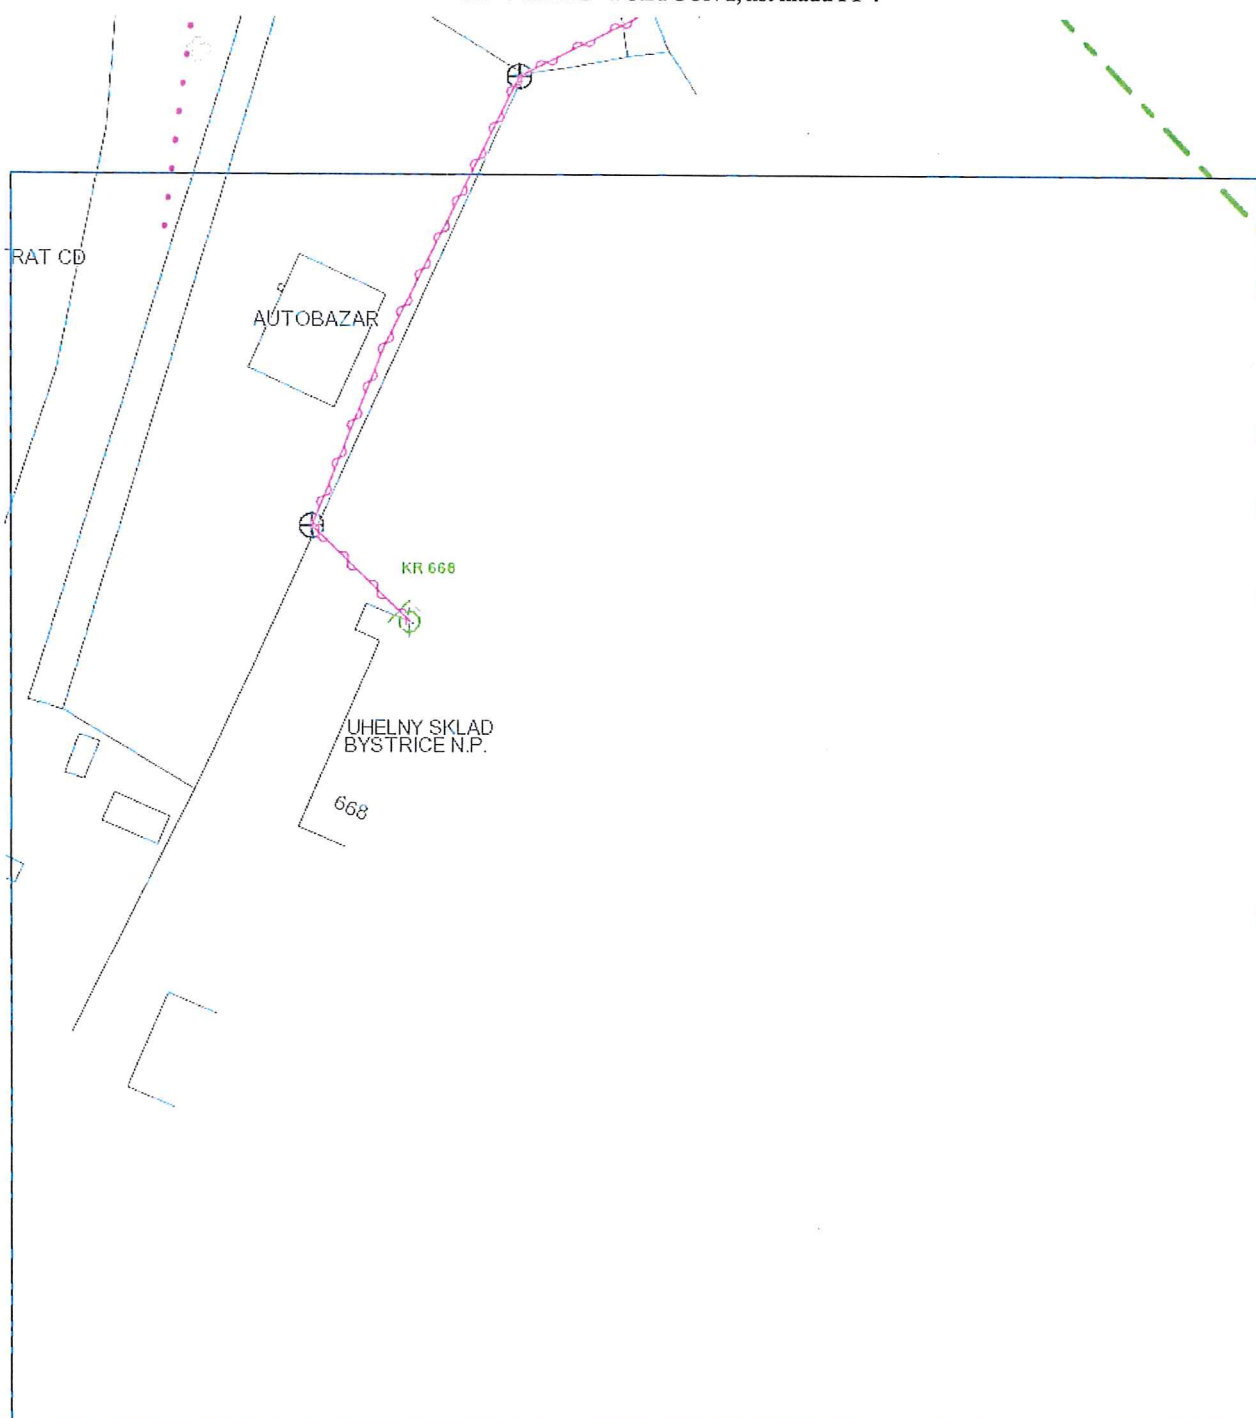 RAT CD
AUTOBAZAR
KR 668
UHELNY SKLAD
BYSTRICE N.P.
668